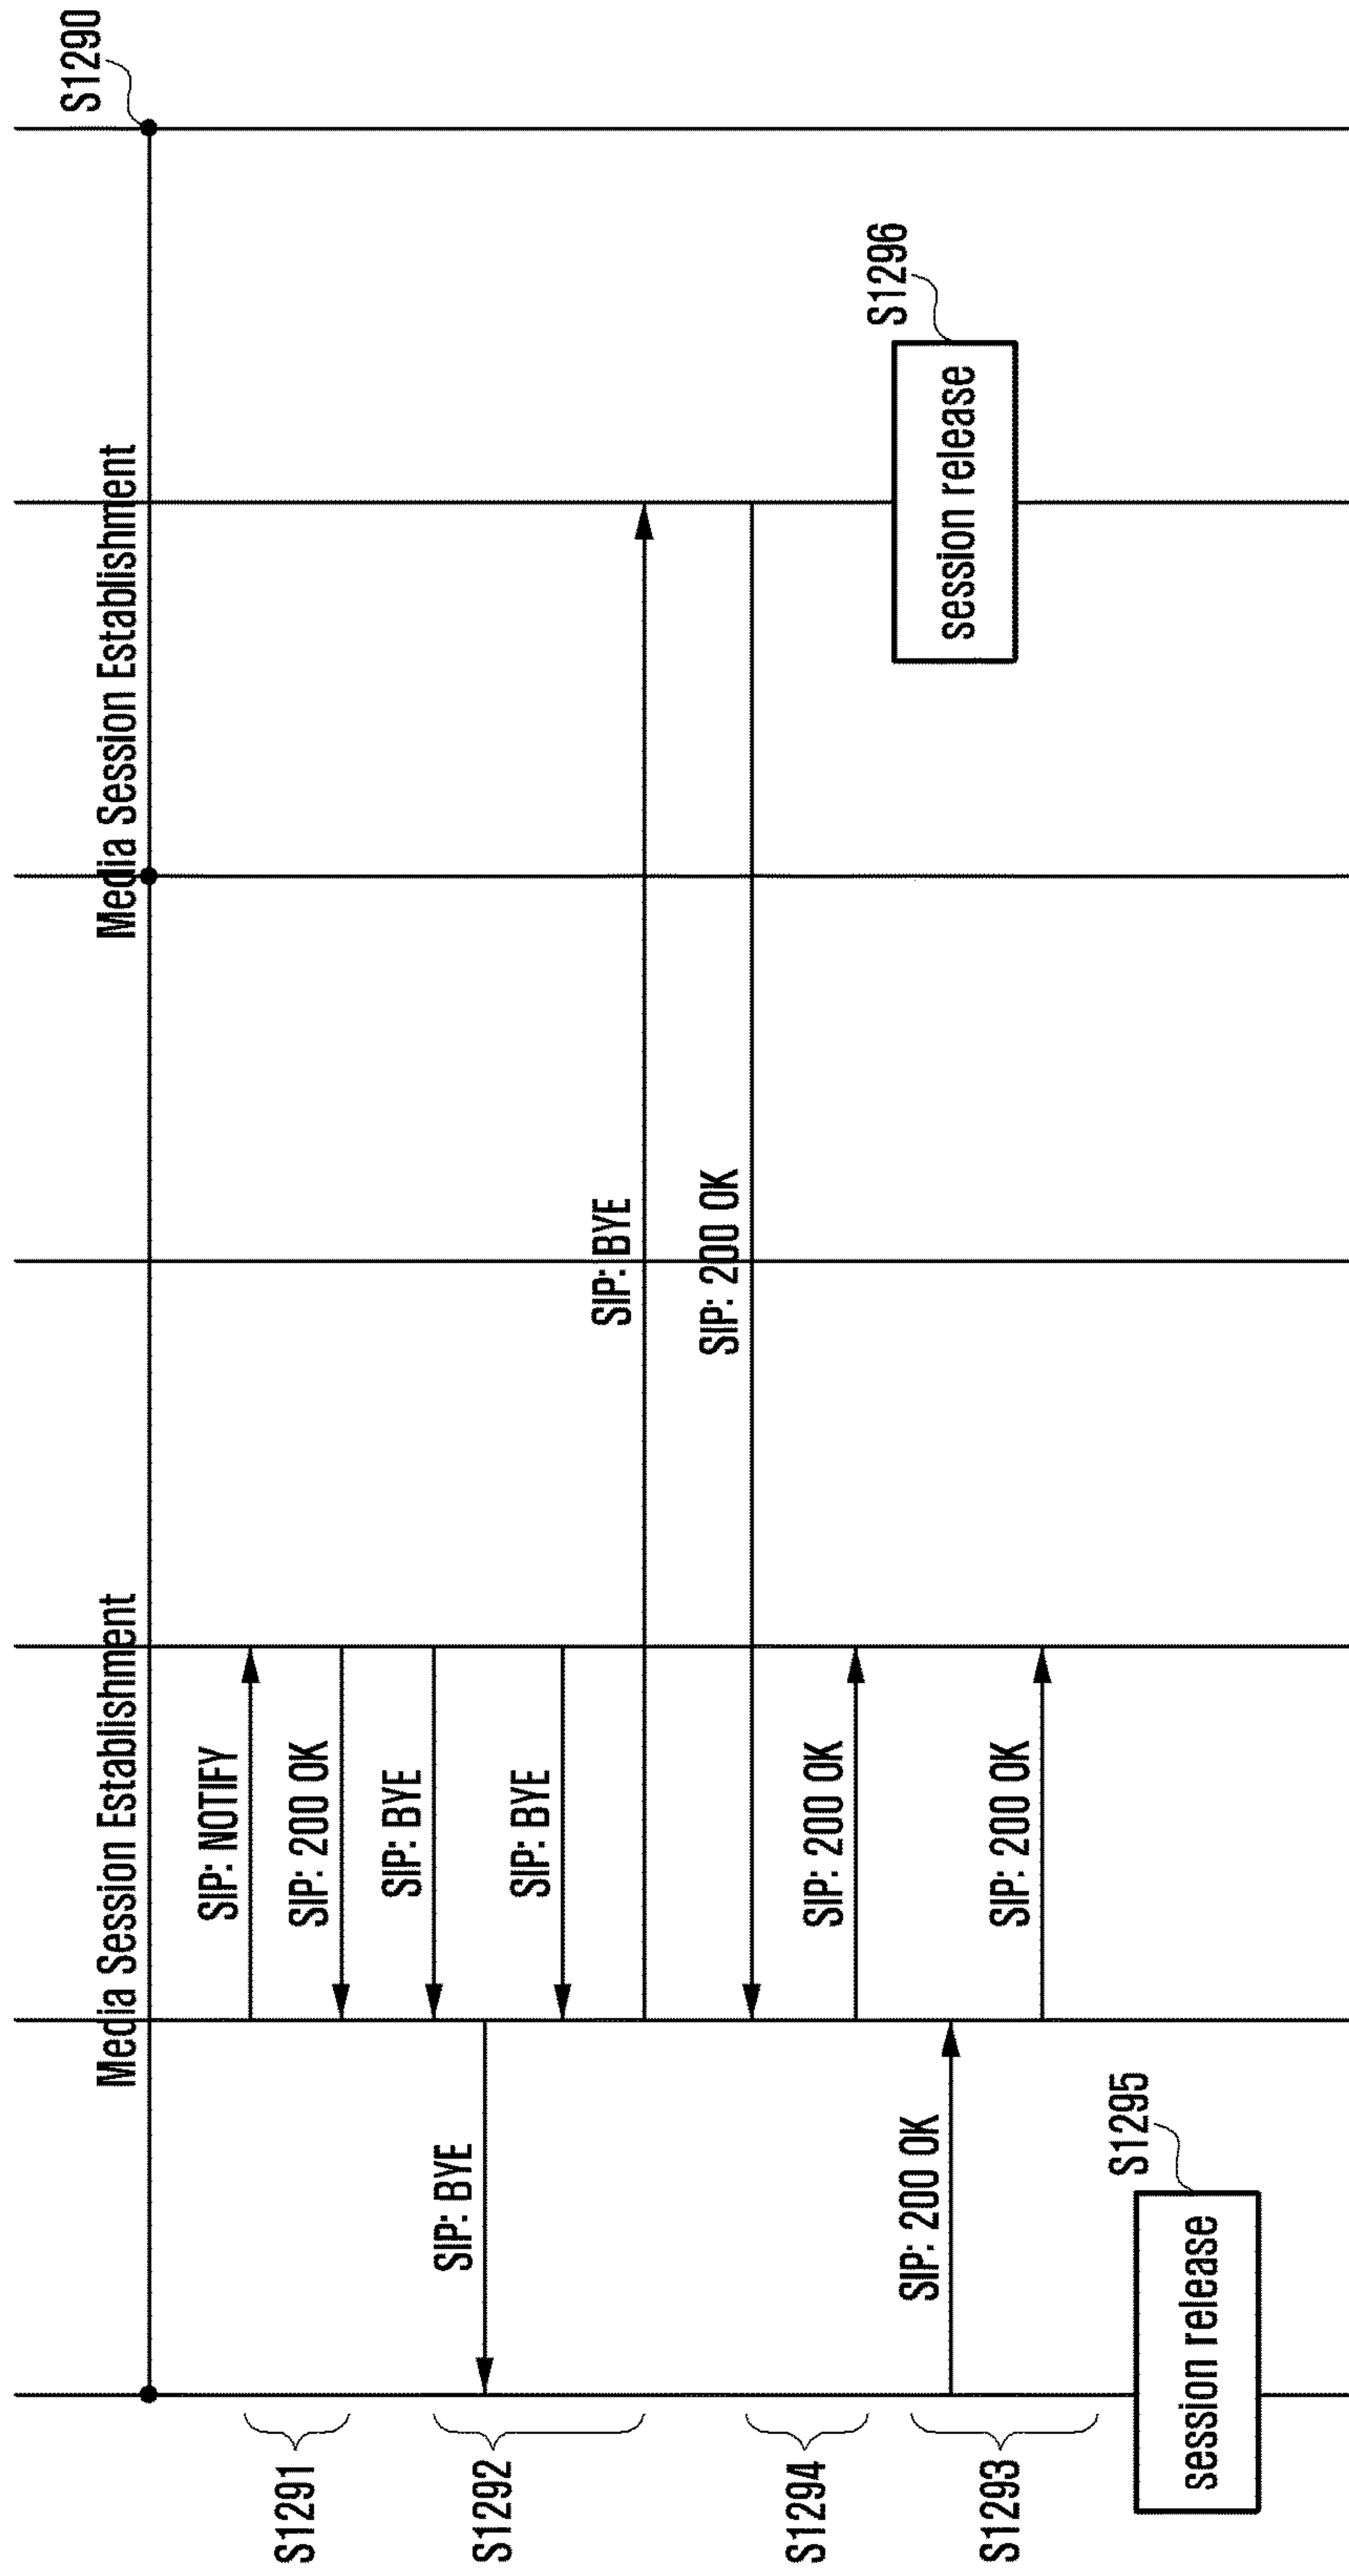 Media Session Establishment
Media Session Establishment
S1290
SIP: NOTIFY
S1291
SIP: 200 OK
SIP: BYE
SIP: BYE
S1292
SIP: BYE
SIP: BYE
SIP: 200 OK
S1294
SIP: 200 OK
S1296
session release
SIP: 200 OK
S1293
SIP: 200 OK
S1295
session release